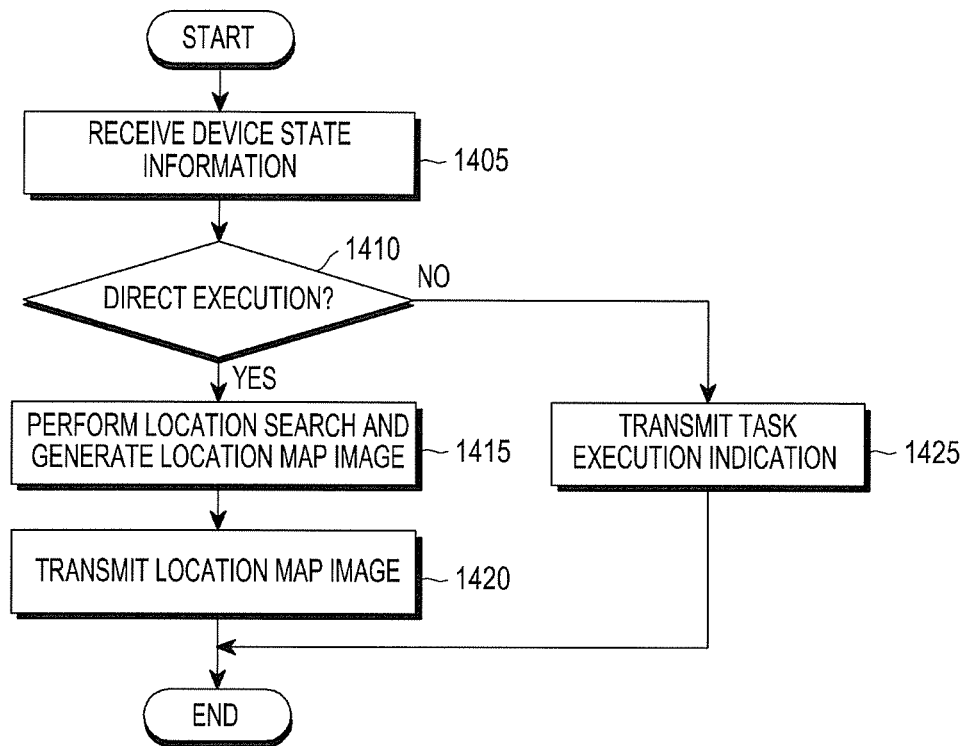 START
RECEIVE DEVICE STATE
INFORMATION
1405
1410
DIRECT EXECUTION?
NO
YES
PERFORM LOCATION SEARCH AND
GENERATE LOCATION MAP IMAGE
1415
TRANSMIT TASK
EXECUTION INDICATION
1425
TRANSMIT LOCATION MAP IMAGE
1420
END